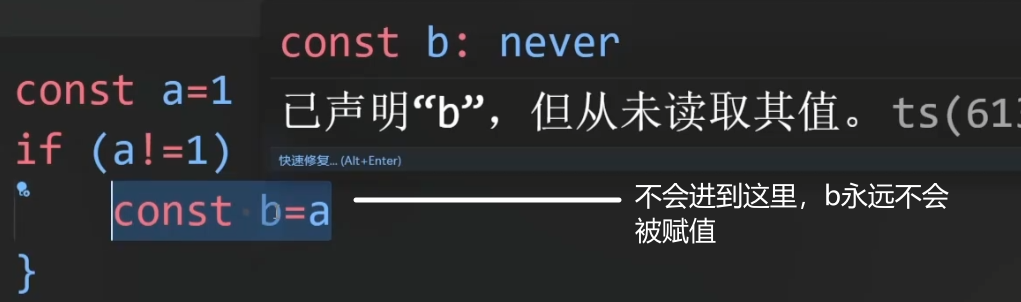 const b: never
const a=1
已声明“b”，但从未读取其值。 ts(613
if (a!=1)
快速修复... (Alt+Enter)
const b=a
不会进到这里，b永远不会
被赋值
}